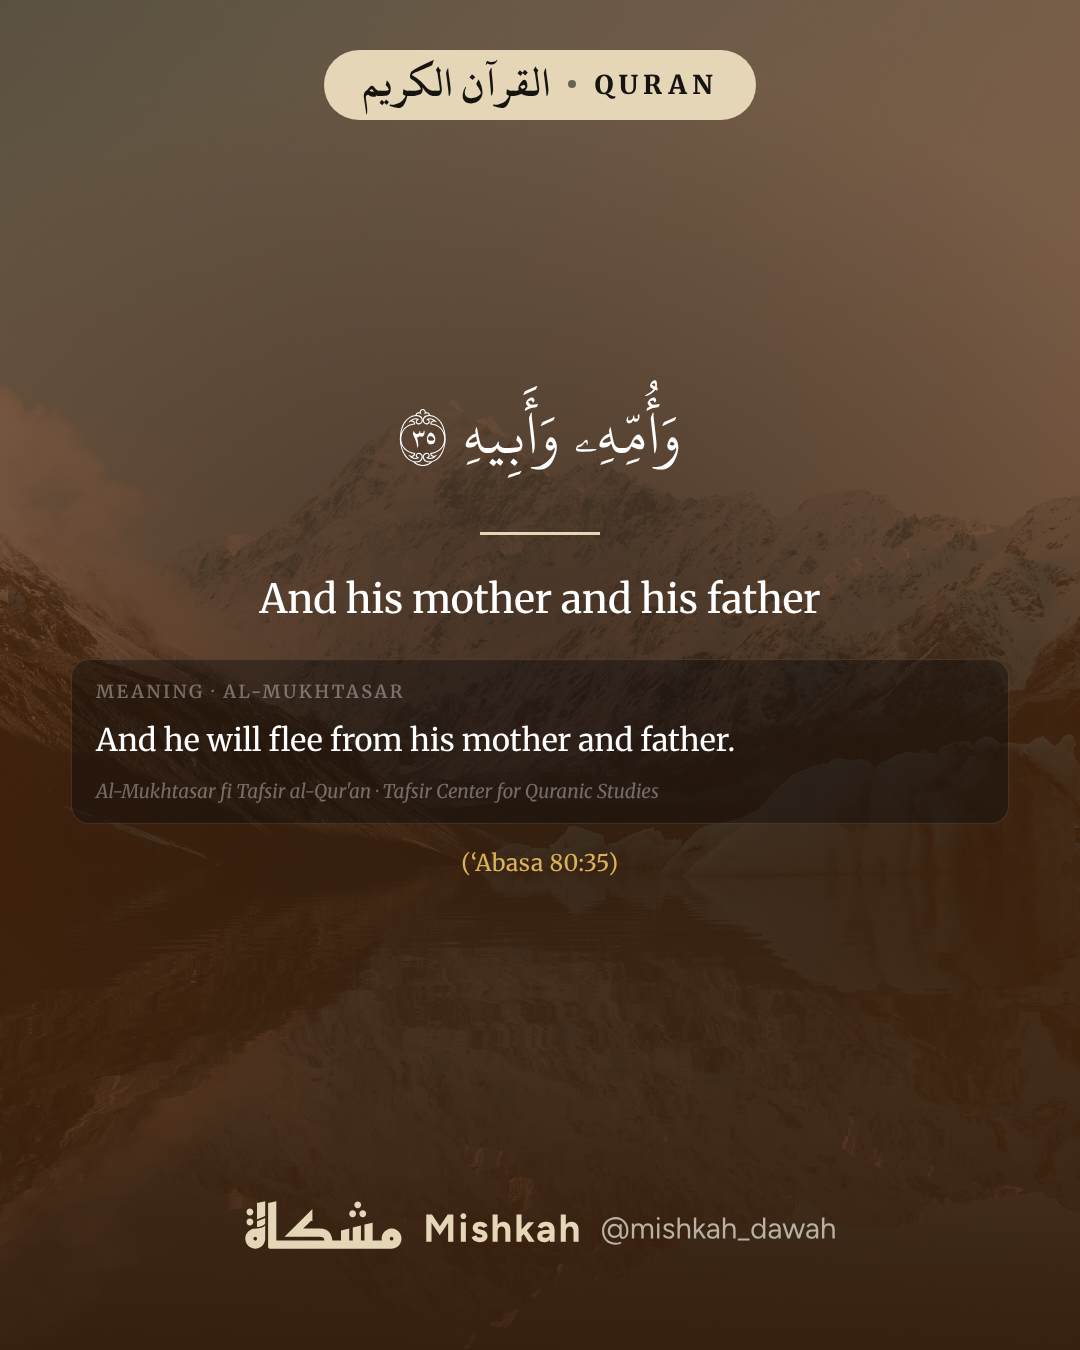 القرآن الكريم • QURAN
وَأُمِّهِۦ وَأَبِيهِ ٣٥
And his mother and his father
MEANING · AL-MUKHTASAR
And he will flee from his mother and father.
Al-Mukhtasar fi Tafsir al-Qur'an · Tafsir Center for Quranic Studies
(‘Abasa 80:35)
مشكاة Mishkah @mishkah_dawah